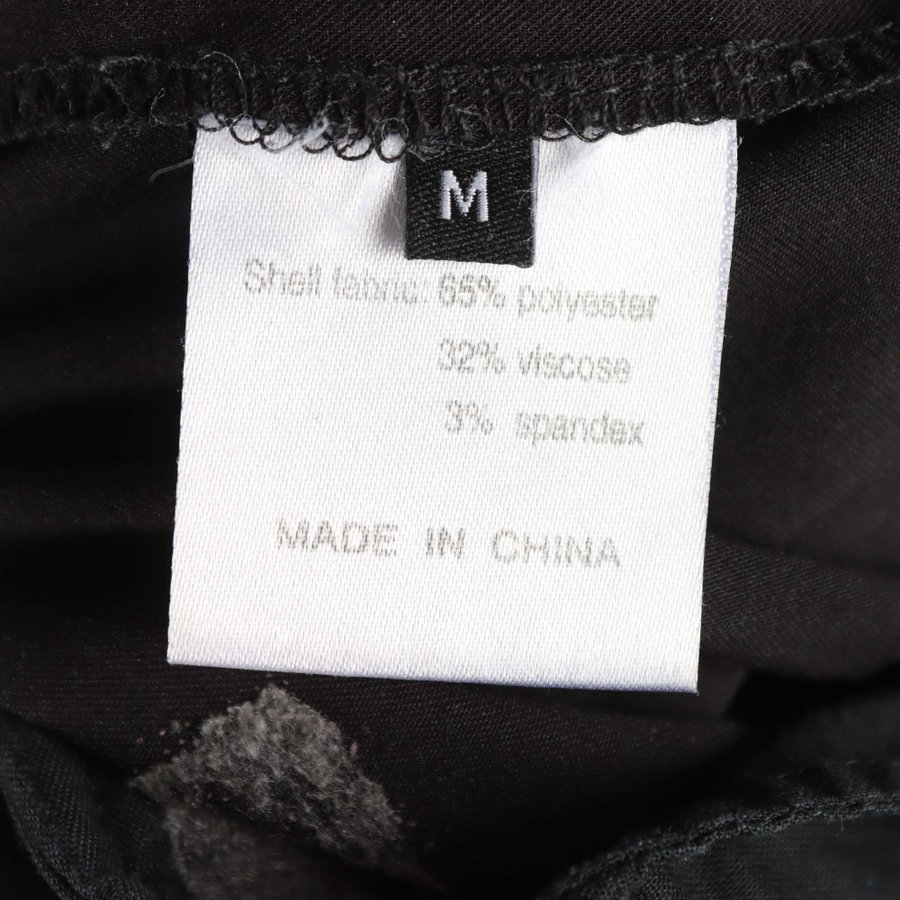 M
Shell fabric: 65% polyester
32% viscose
3% spandex
MADE IN CHINA